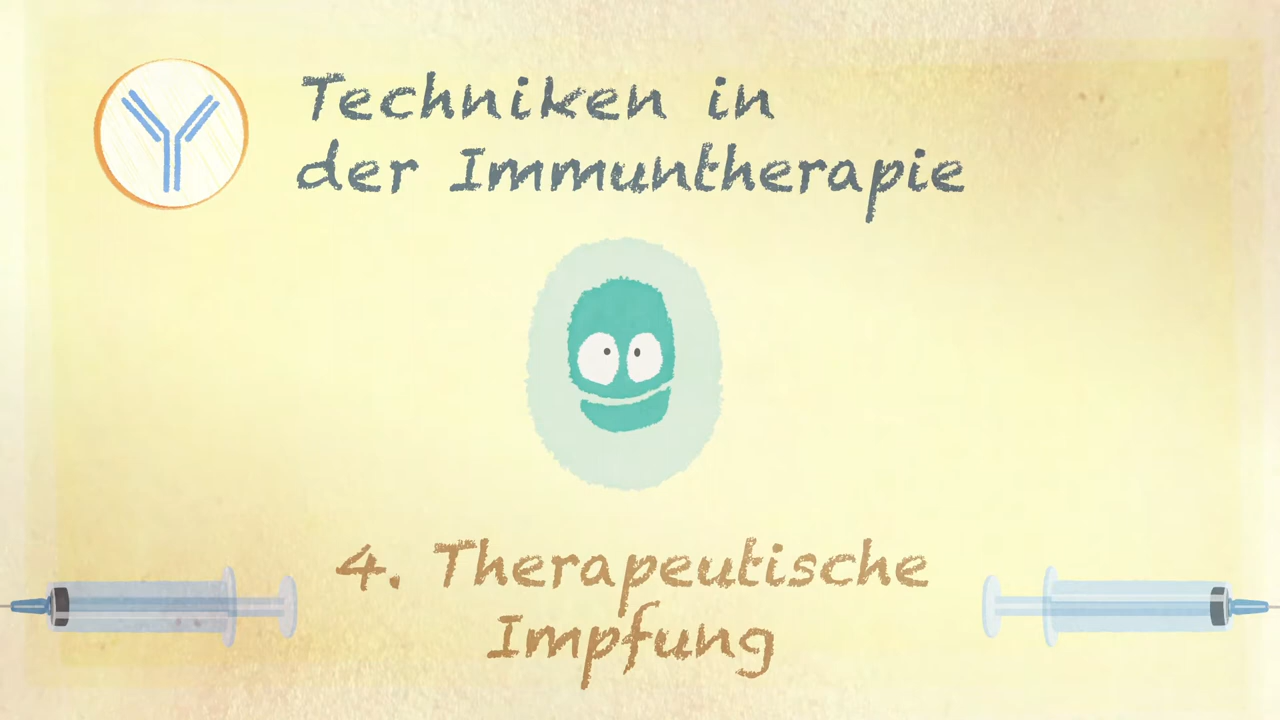 Techniken in
der Immuntherapie
4. Therapeutische
Impfung